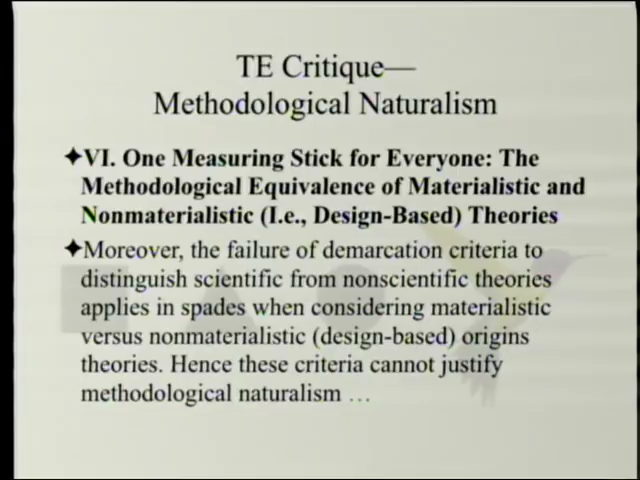 TE Critique—
Methodological Naturalism
✦VI. One Measuring Stick for Everyone: The
Methodological Equivalence of Materialistic and
Nonmaterialistic (I.e., Design-Based) Theories
✦Moreover, the failure of demarcation criteria to
distinguish scientific from nonscientific theories
applies in spades when considering materialistic
versus nonmaterialistic (design-based) origins
theories. Hence these criteria cannot justify
methodological naturalism …